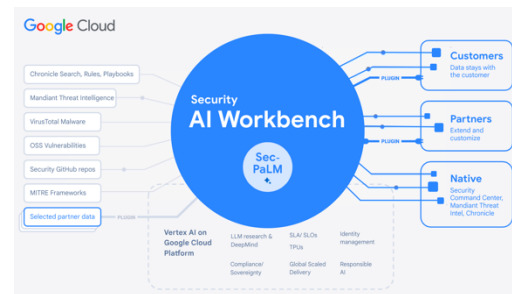 Google Cloud
Chronicle Search, Rules, Playbooks
Mandiant Threat Intelligence
VirusTotal Malware
OSS Vulnerabilities
Security GitHub repos
MITRE Frameworks
Selected partner data
PLUGIN
Security
AI Workbench
Sec-
PaLM
Customers
Data stays with
the customer
PLUGIN
Partners
Extend and
customize
PLUGIN
Native
Security
Command Center,
Mandiant Threat
Intel, Chronicle
Vertex AI on
Google Cloud
Platform
LLM research &
DeepMind
SLA/ SLOs
TPUs
Identity
management
Compliance/
Sovereignty
Global Scaled
Delivery
Responsible
AI